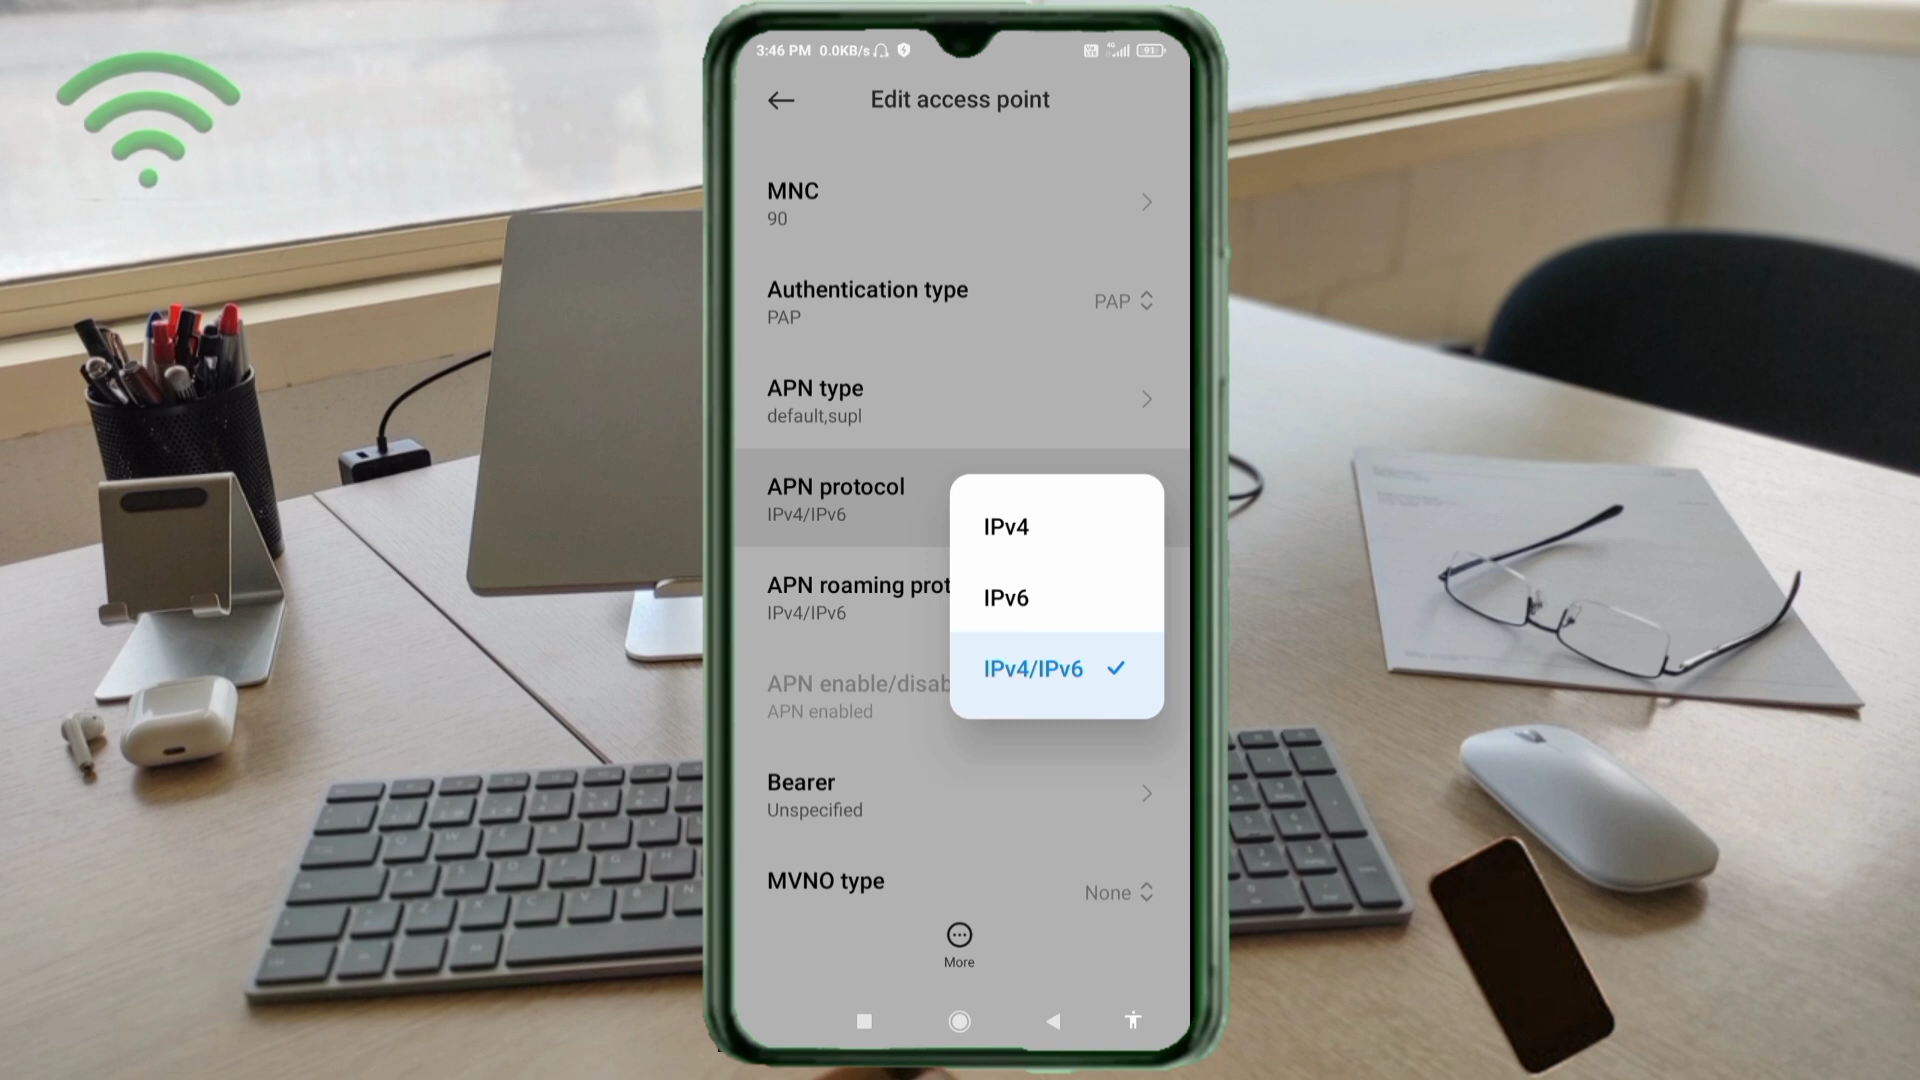 3:46 PM 0.0KB/s
4G
91
Edit access point
MNC
90
Authentication type
PAP
PAP
APN type
default,supl
APN protocol
IPv4/IPv6
IPv4
IPv6
IPv4/IPv6
APN roaming prot
IPv4/IPv6
APN enable/disab
APN enabled
Bearer
Unspecified
MVNO type
None
More